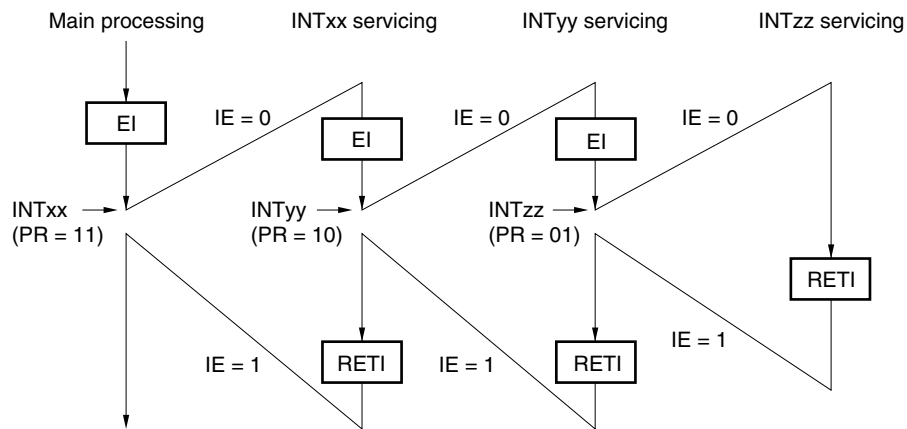 Main processing
INTxx servicing
INTyy servicing
INTzz servicing
EI
IE = 0
EI
IE = 0
EI
IE = 0
INTxx
(PR = 11)
INTyy
(PR = 10)
INTzz
(PR = 01)
RETI
IE = 1
RETI
IE = 1
RETI
IE = 1